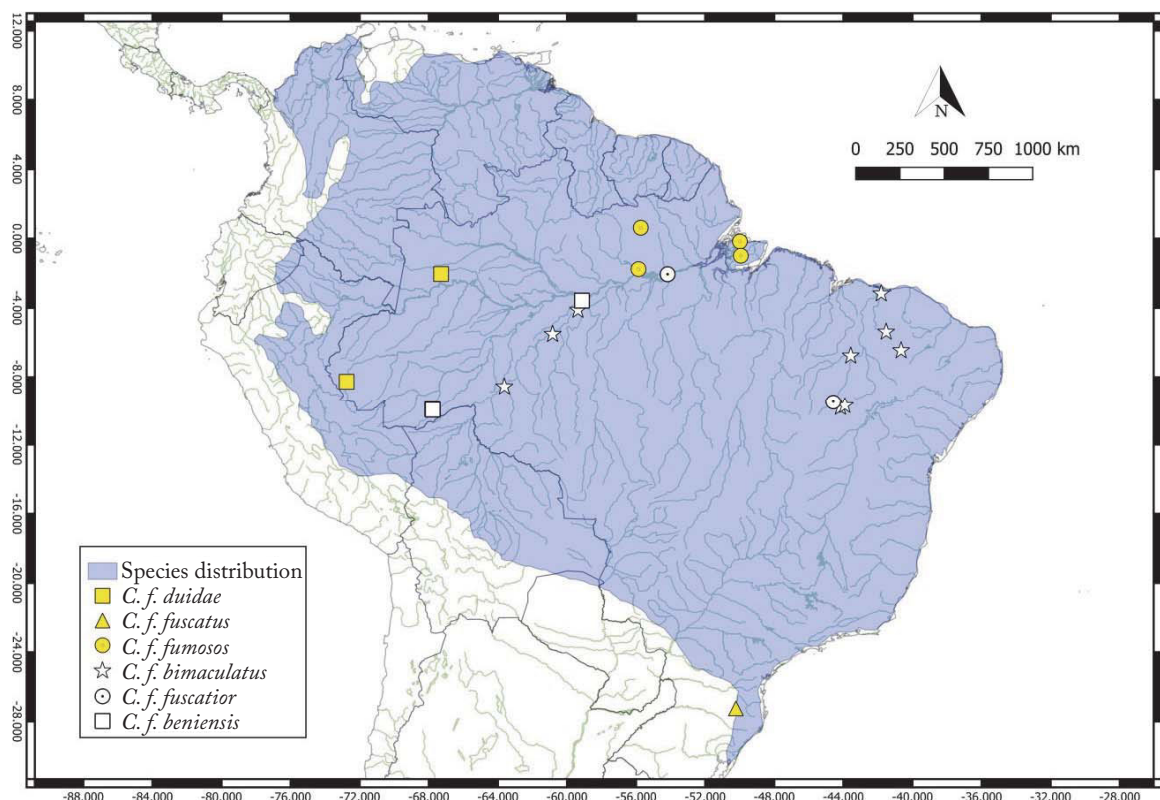 12.000
8.000
4.000
0.000
-4.000
-8.000
-12.000
-16.000
-20.000
-24.000
-28.000
N
0 250 500 750 1000 km
Species distribution
C. f. duidae
C. f. fuscatus
C. f. fumosos
C. f. bimaculatus
C. f. fuscatior
C. f. beniensis
-88.000 -84.000 -80.000 -76.000 -72.000 -68.000 -64.000 -60.000 -56.000 -52.000 -48.000 -44.000 -40.000 -36.000 -32.000 -28.000